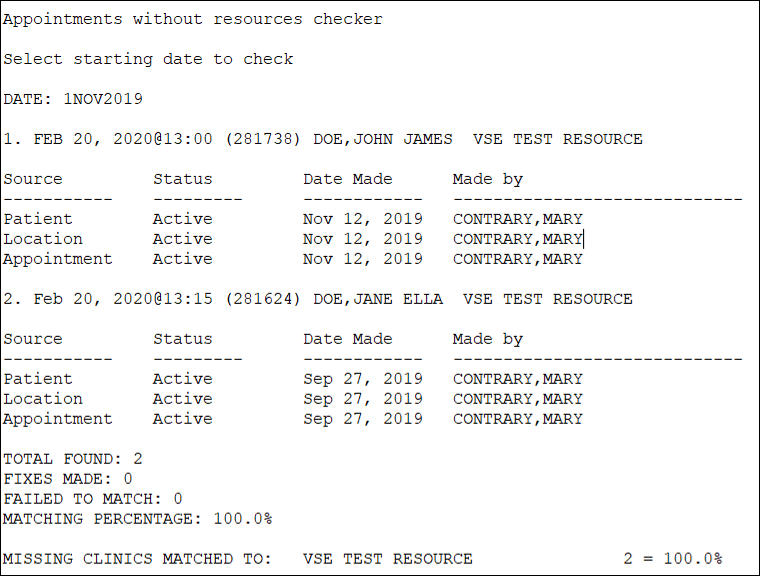 Appointments without resources checker
Select starting date to check
DATE: 1NOV2019
1. FEB 20, 2020@13:00 (281738) DOE,JOHN JAMES  VSE TEST RESOURCE
Source         Status         Date Made      Made by
-----------    ---------      ------------   -----------------------------
Patient        Active         Nov 12, 2019   CONTRARY,MARY
Location       Active         Nov 12, 2019   CONTRARY,MARY
Appointment    Active         Nov 12, 2019   CONTRARY,MARY
2. Feb 20, 2020@13:15 (281624) DOE,JANE ELLA  VSE TEST RESOURCE
Source         Status         Date Made      Made by
-----------    ---------      ------------   -----------------------------
Patient        Active         Sep 27, 2019   CONTRARY,MARY
Location       Active         Sep 27, 2019   CONTRARY,MARY
Appointment    Active         Sep 27, 2019   CONTRARY,MARY
TOTAL FOUND: 2
FIXES MADE: 0
FAILED TO MATCH: 0
MATCHING PERCENTAGE: 100.0%
MISSING CLINICS MATCHED TO:   VSE TEST RESOURCE               2 = 100.0%